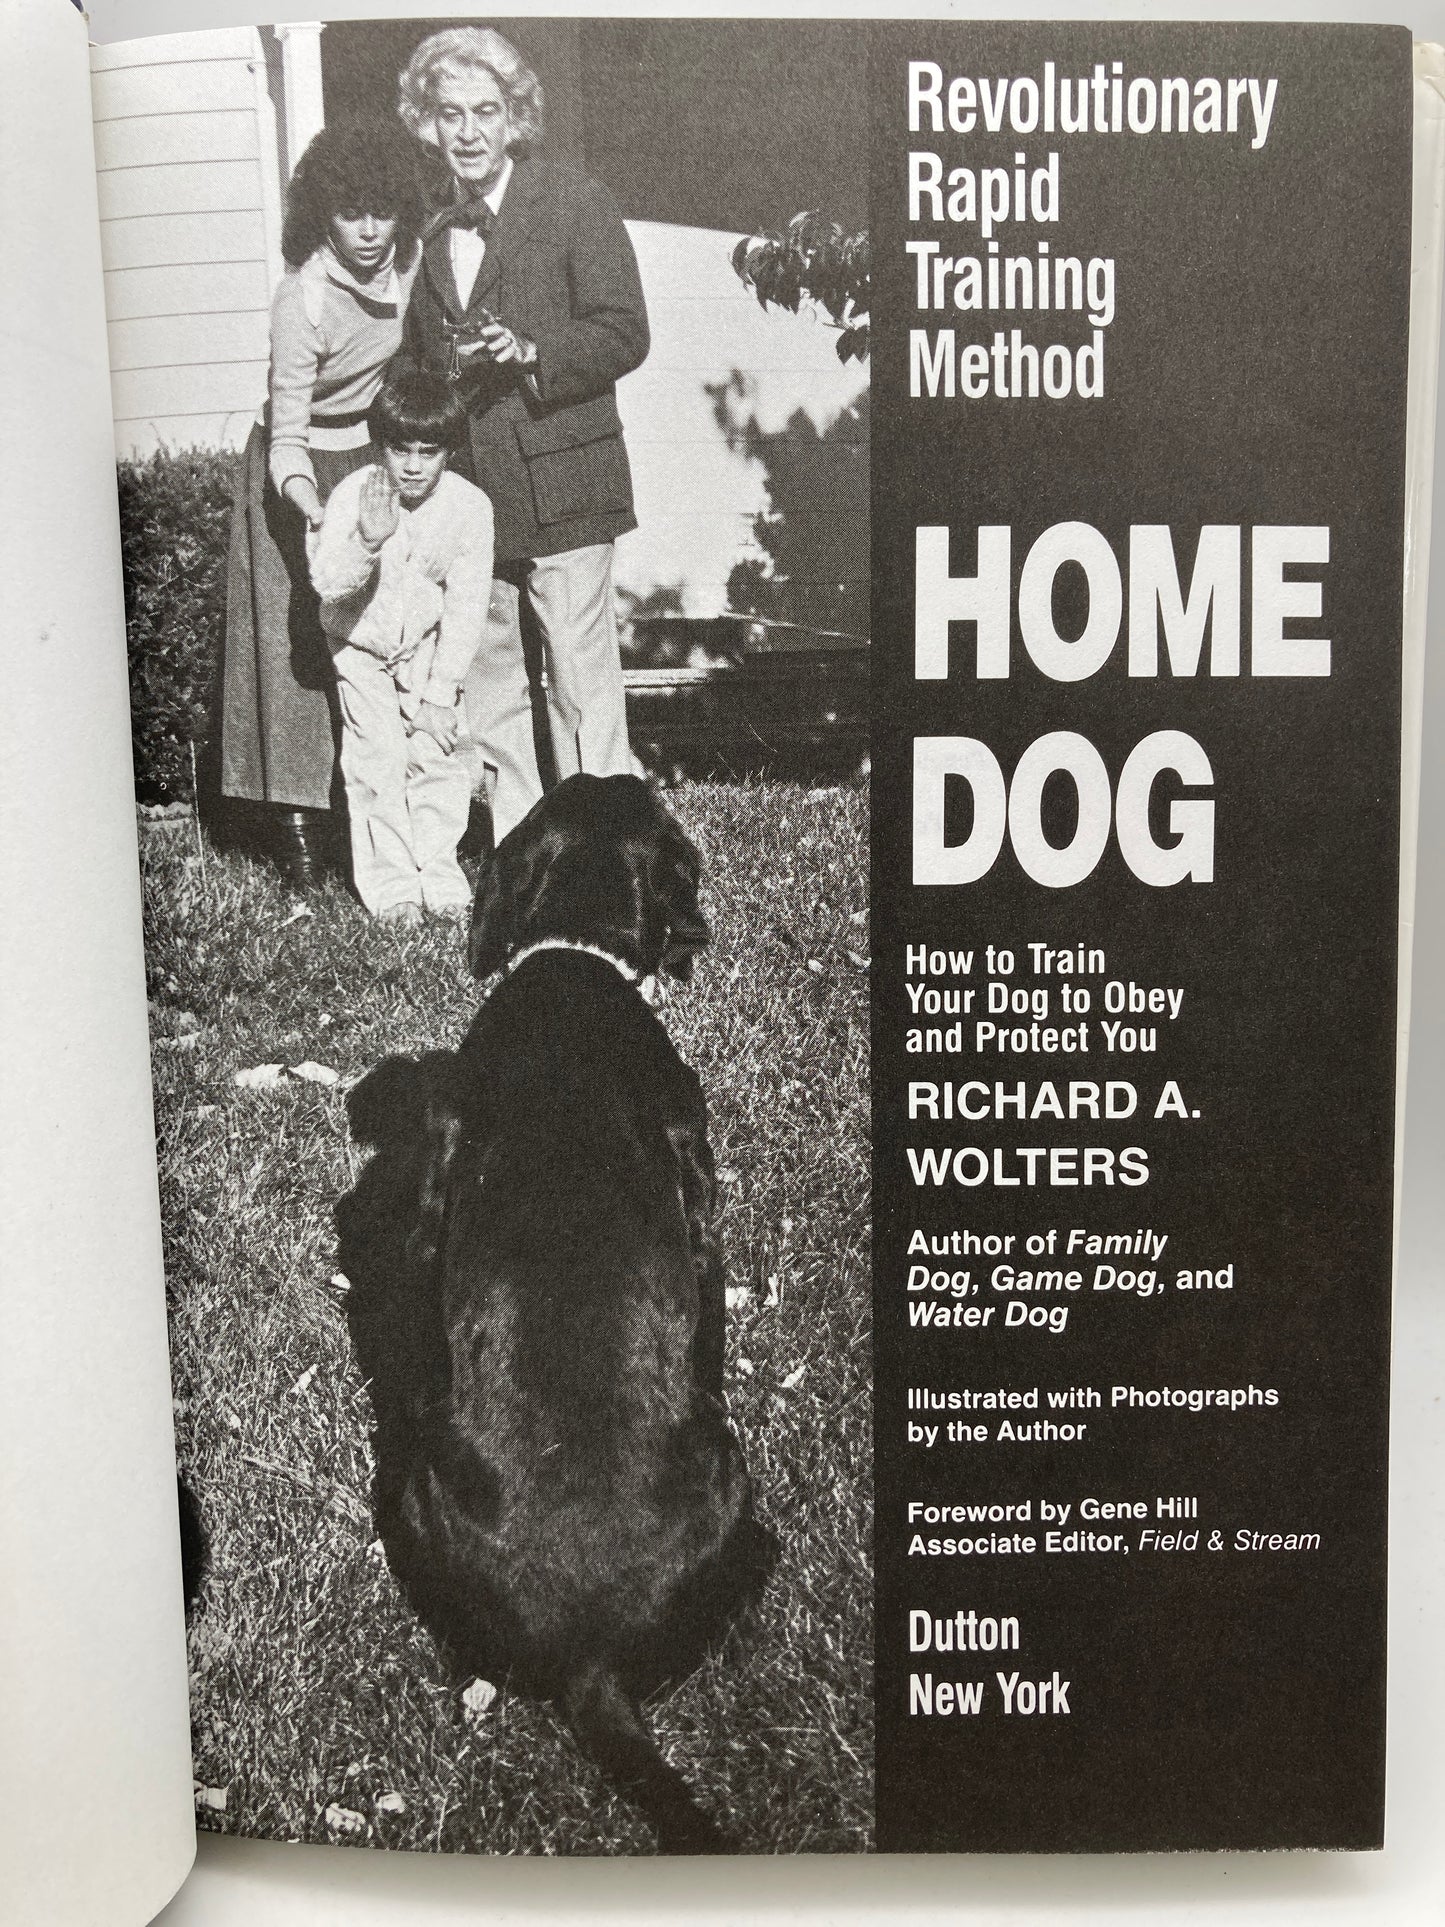 Revolutionary
Rapid
Training
Method
HOME
DOG
How to Train
Your Dog to Obey
and Protect You
RICHARD A.
WOLTERS
Author of Family
Dog, Game Dog, and
Water Dog
Illustrated with Photographs
by the Author
Foreword by Gene Hill
Associate Editor, Field & Stream
Dutton
New York